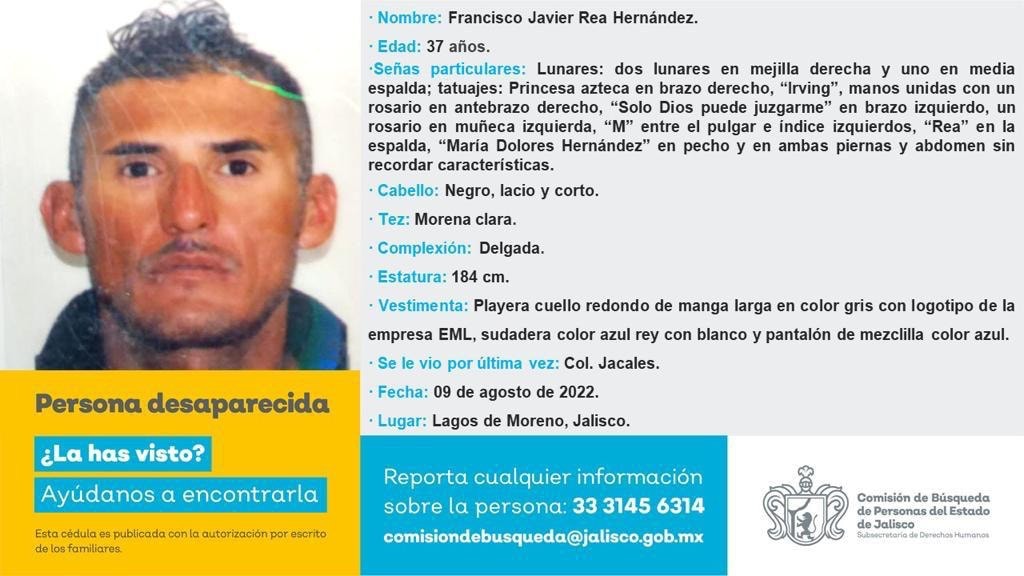 · Nombre: Francisco Javier Rea Hernández.
· Edad: 37 años.
·Señas particulares: Lunares: dos lunares en mejilla derecha y uno en media
espalda; tatuajes: Princesa azteca en brazo derecho, “Irving”, manos unidas con un
rosario en antebrazo derecho, “Solo Dios puede juzgarme” en brazo izquierdo, un
rosario en muñeca izquierda, “M” entre el pulgar e índice izquierdos, “Rea” en la
espalda, “María Dolores Hernández” en pecho y en ambas piernas y abdomen sin
recordar características.
· Cabello: Negro, lacio y corto.
· Tez: Morena clara.
· Complexión: Delgada.
· Estatura: 184 cm.
· Vestimenta: Playera cuello redondo de manga larga en color gris con logotipo de la
empresa EML, sudadera color azul rey con blanco y pantalón de mezclilla color azul.
· Se le vio por última vez: Col. Jacales.
· Fecha: 09 de agosto de 2022.
· Lugar: Lagos de Moreno, Jalisco.
Persona desaparecida
¿La has visto?
Ayúdanos a encontrarla
Esta cédula es publicada con la autorización por escrito
de los familiares.
Reporta cualquier información
sobre la persona: 33 3145 6314
comisiondebusqueda@jalisco.gob.mx
Comisión de Búsqueda
de Personas del Estado
de Jalisco
Subsecretaría de Derechos Humanos